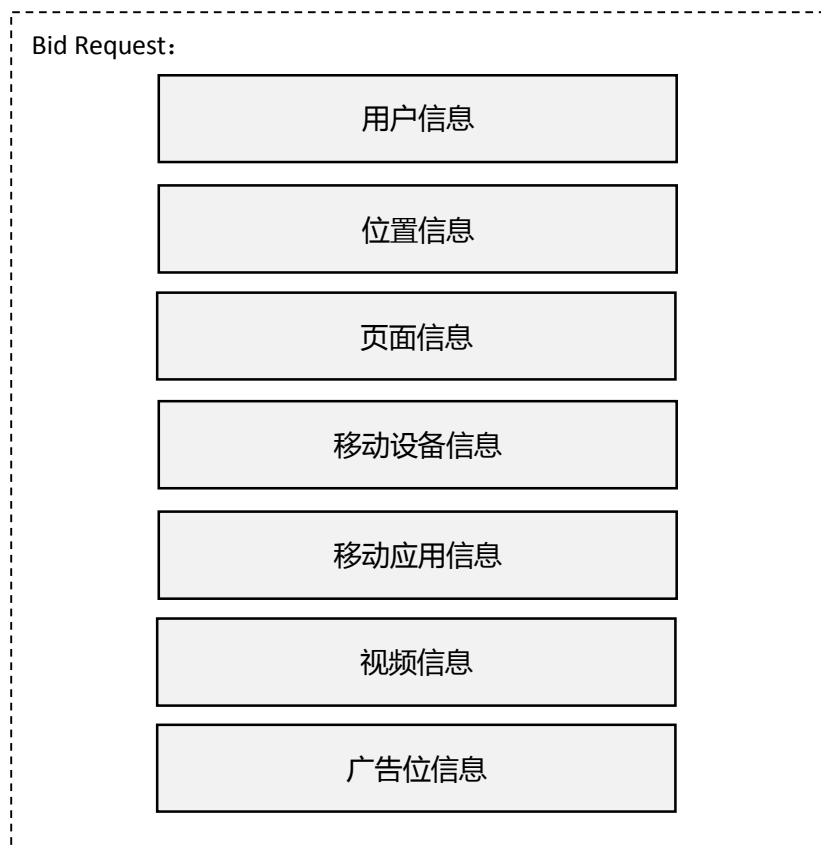 Bid Request：
用户信息
位置信息
页面信息
移动设备信息
移动应用信息
视频信息
广告位信息